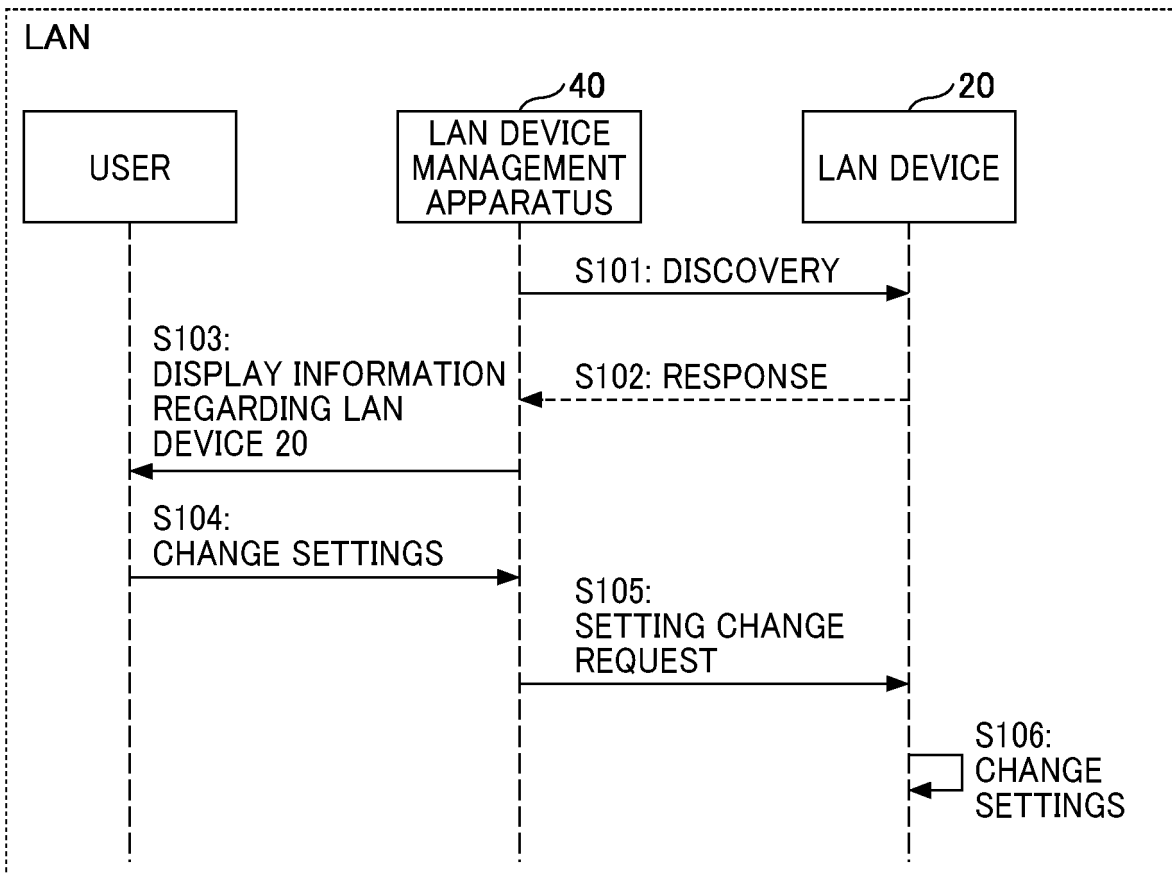 LAN
40
20
USER
LAN DEVICE
MANAGEMENT
APPARATUS
LAN DEVICE
S101: DISCOVERY
S102: RESPONSE
S103:
DISPLAY INFORMATION
REGARDING LAN
DEVICE 20
S104:
CHANGE SETTINGS
S105:
SETTING CHANGE
REQUEST
S106:
CHANGE
SETTINGS